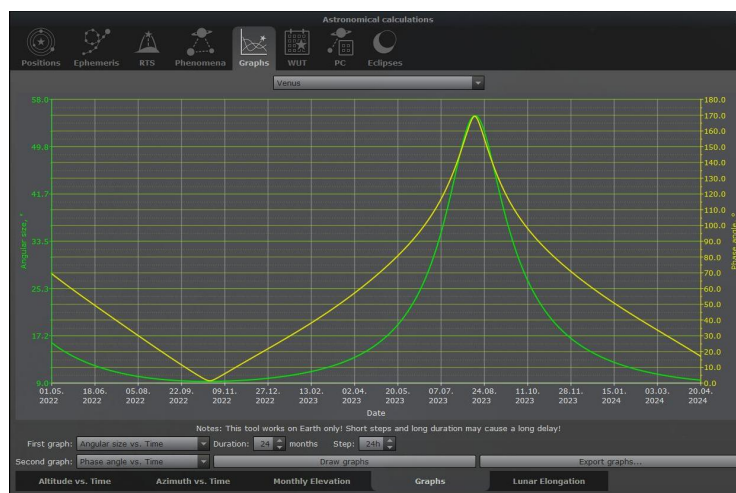 Astronomical calculations
Positions Ephemeris RTS Phenomena Graphs WUT PC Eclipses
Venus
58.0 180.0
170.0
160.0
49.8 150.0
140.0
130.0
41.7 120.0
110.0
100.0
33.5 90.0
80.0
70.0
25.3 60.0
50.0
40.0
17.2 30.0
20.0
10.0
9.0 0.0
Angular size, "
Phase angle, °
01.05. 18.06. 05.08. 22.09. 09.11. 27.12. 13.02. 02.04. 20.05. 07.07. 24.08. 11.10. 28.11. 15.01. 03.03. 20.04.
2022 2022 2022 2022 2022 2022 2023 2023 2023 2023 2023 2023 2023 2024 2024 2024
Date
Notes: This tool works on Earth only! Short steps and long duration may cause a long delay!
First graph: Angular size vs. Time Duration: 24 months Step: 24h
Second graph: Phase angle vs. Time Draw graphs Export graphs...
Altitude vs. Time Azimuth vs. Time Monthly Elevation Graphs Lunar Elongation